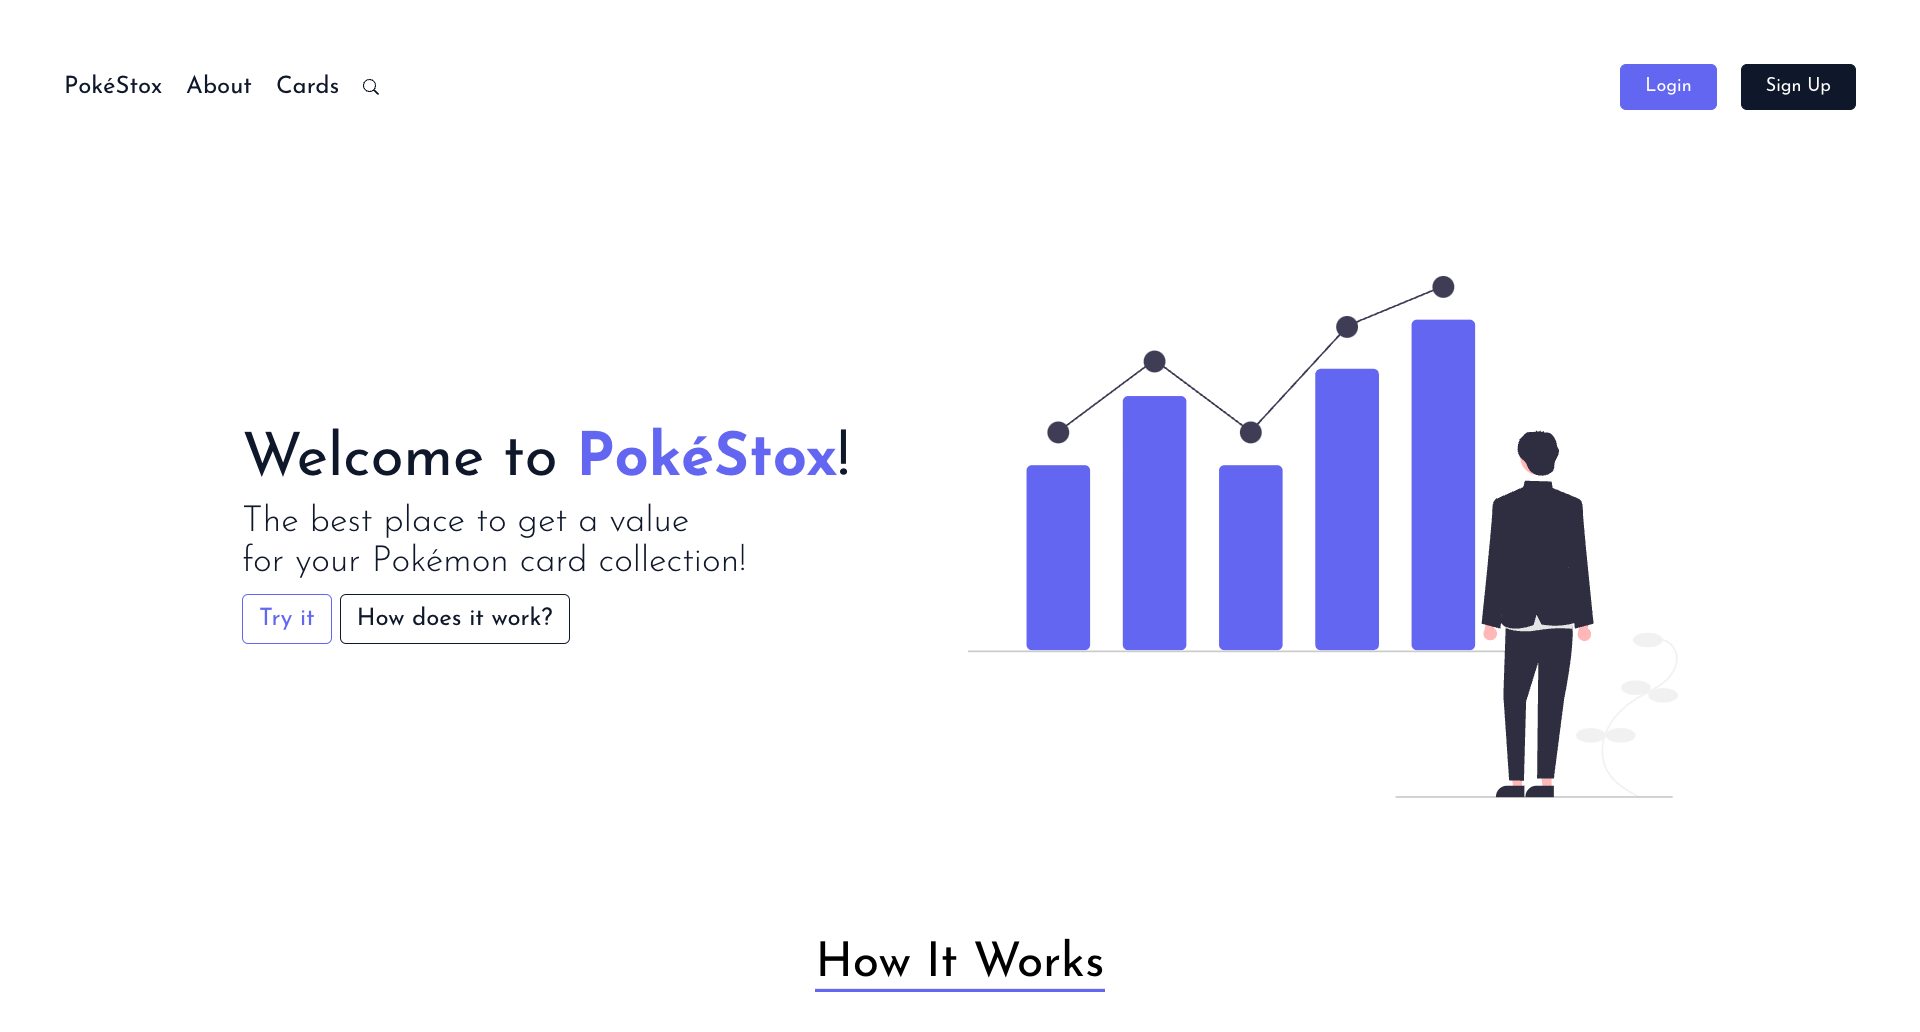 PokéStox About Cards Login Sign Up
Welcome to PokéStox!
The best place to get a value
for your Pokémon card collection!
Try it How does it work?
How It Works